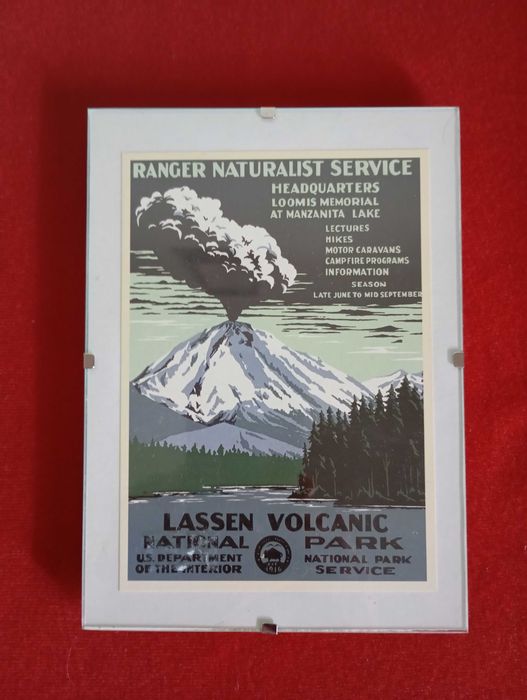 RANGER NATURALIST SERVICE
HEADQUARTERS
LOOMIS MEMORIAL
AT MANZANITA LAKE
LECTURES
HIKES
MOTOR CARAVANS
CAMPFIRE PROGRAMS
INFORMATION
SEASON
LATE JUNE TO MID SEPTEMBER
LASSEN VOLCANIC
NATIONAL PARK
U.S. DEPARTMENT
OF THE INTERIOR
1916
NATIONAL PARK
SERVICE